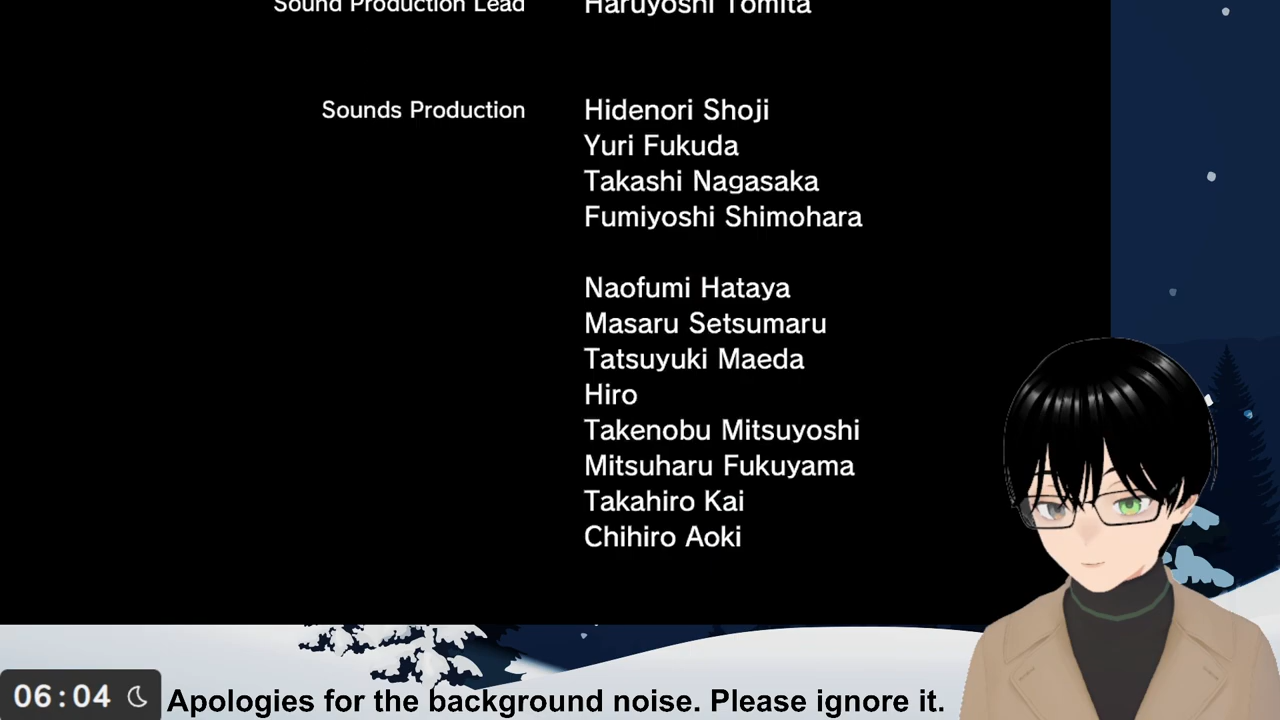 Sound Production Lead Haruyoshi Tomita
Sounds Production Hidenori Shoji
Yuri Fukuda
Takashi Nagasaka
Fumiyoshi Shimohara
Naofumi Hataya
Masaru Setsumaru
Tatsuyuki Maeda
Hiro
Takenobu Mitsuyoshi
Mitsuharu Fukuyama
Takahiro Kai
Chihiro Aoki
06:04 Apologies for the background noise. Please ignore it.